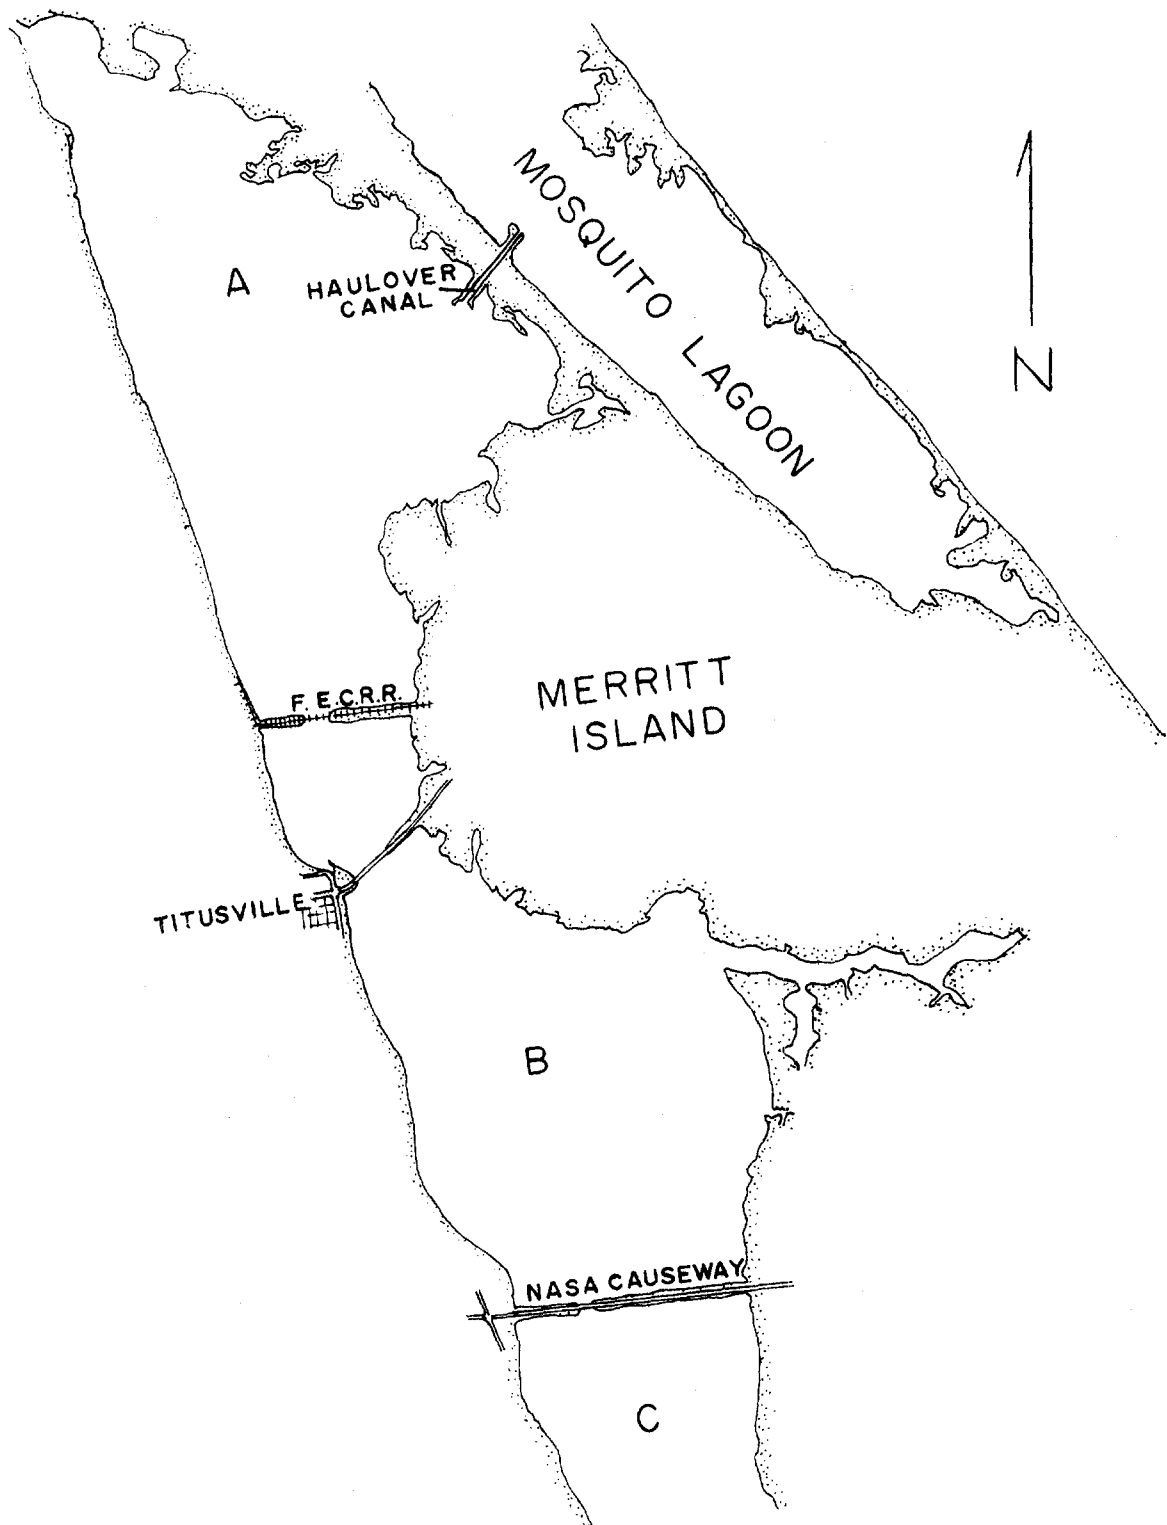 MOSQUITO LAGOON
A
HAULOVER
CANAL
N
F. E.C.R.R.
MERRITT
ISLAND
TITUSVILLE
B
NASA CAUSEWAY
C